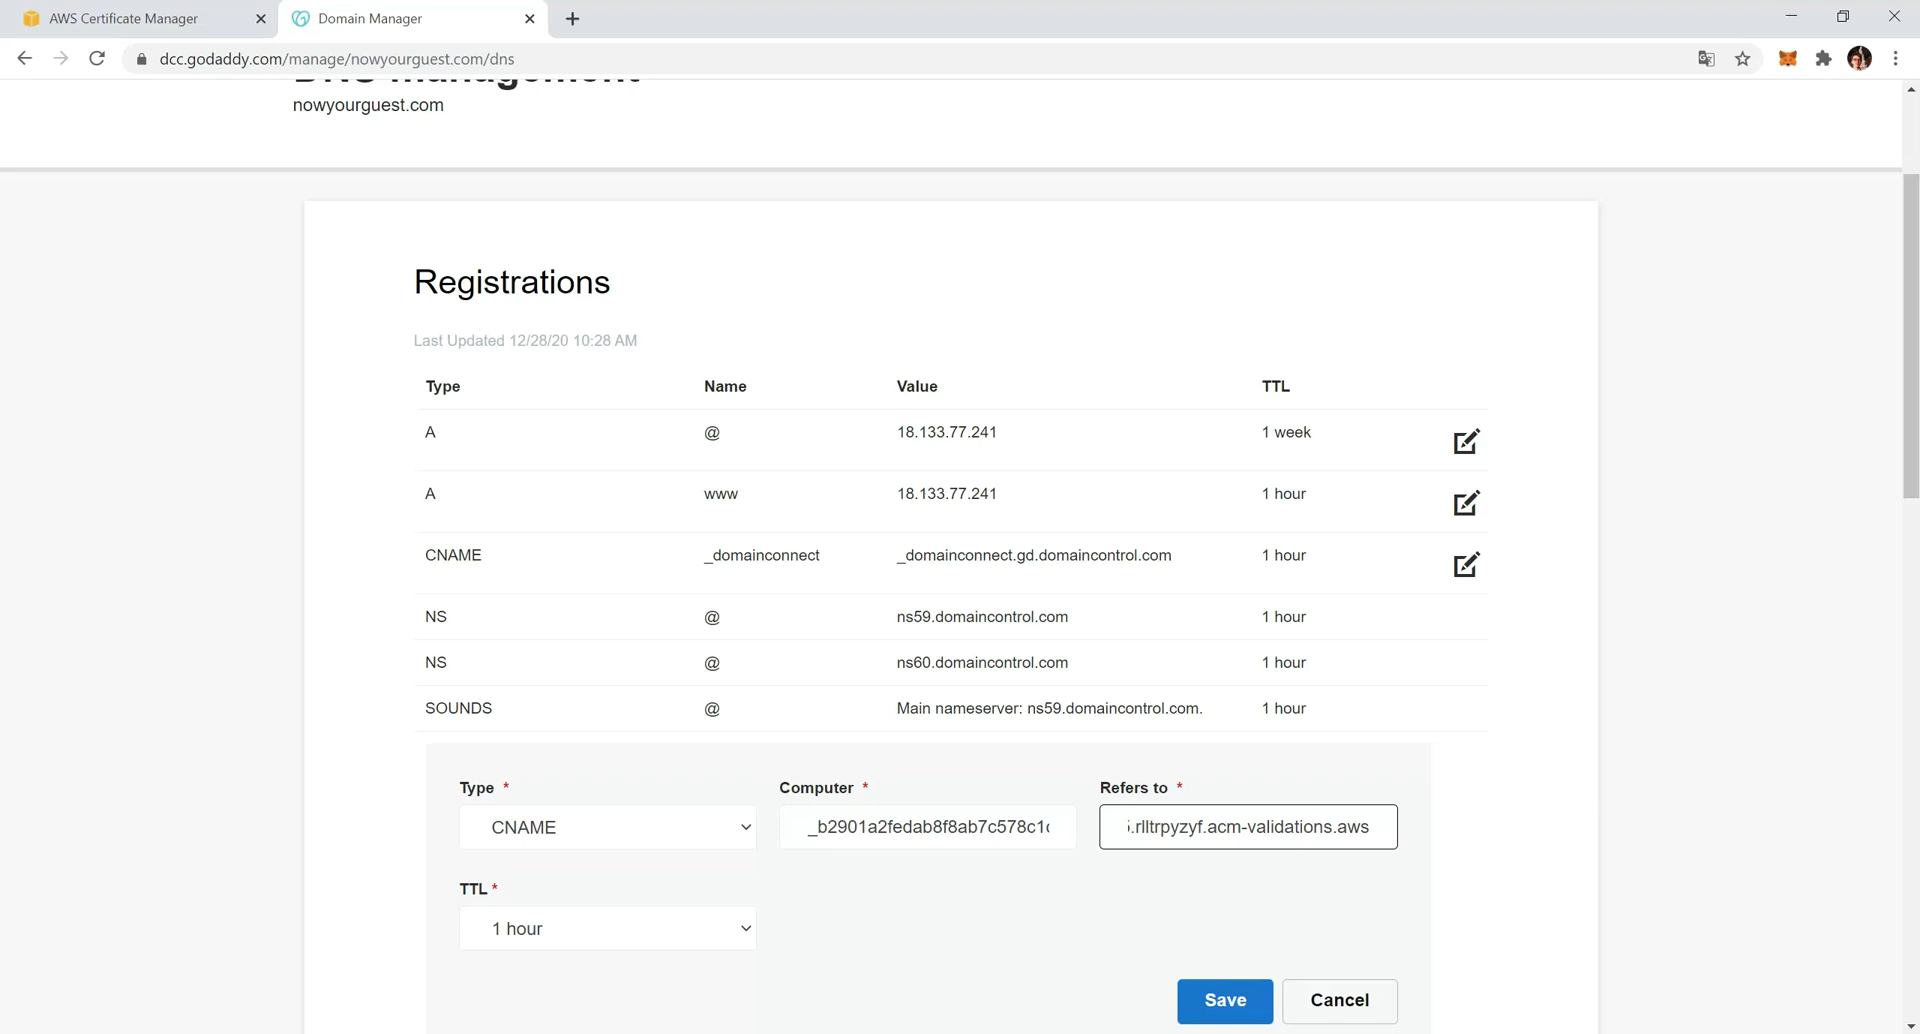 AWS Certificate Manager
Domain Manager
dcc.godaddy.com/manage/nowyourguest.com/dns
DNS management
nowyourguest.com
Registrations
Last Updated 12/28/20 10:28 AM
Type Name Value TTL
A @ 18.133.77.241 1 week
A www 18.133.77.241 1 hour
CNAME _domainconnect _domainconnect.gd.domaincontrol.com 1 hour
NS @ ns59.domaincontrol.com 1 hour
NS @ ns60.domaincontrol.com 1 hour
SOUNDS @ Main nameserver: ns59.domaincontrol.com. 1 hour
Type * Computer * Refers to *
CNAME _b2901a2fedab8f8ab7c578c1 .rlltrpyzyf.acm-validations.aws
TTL *
1 hour
Save Cancel